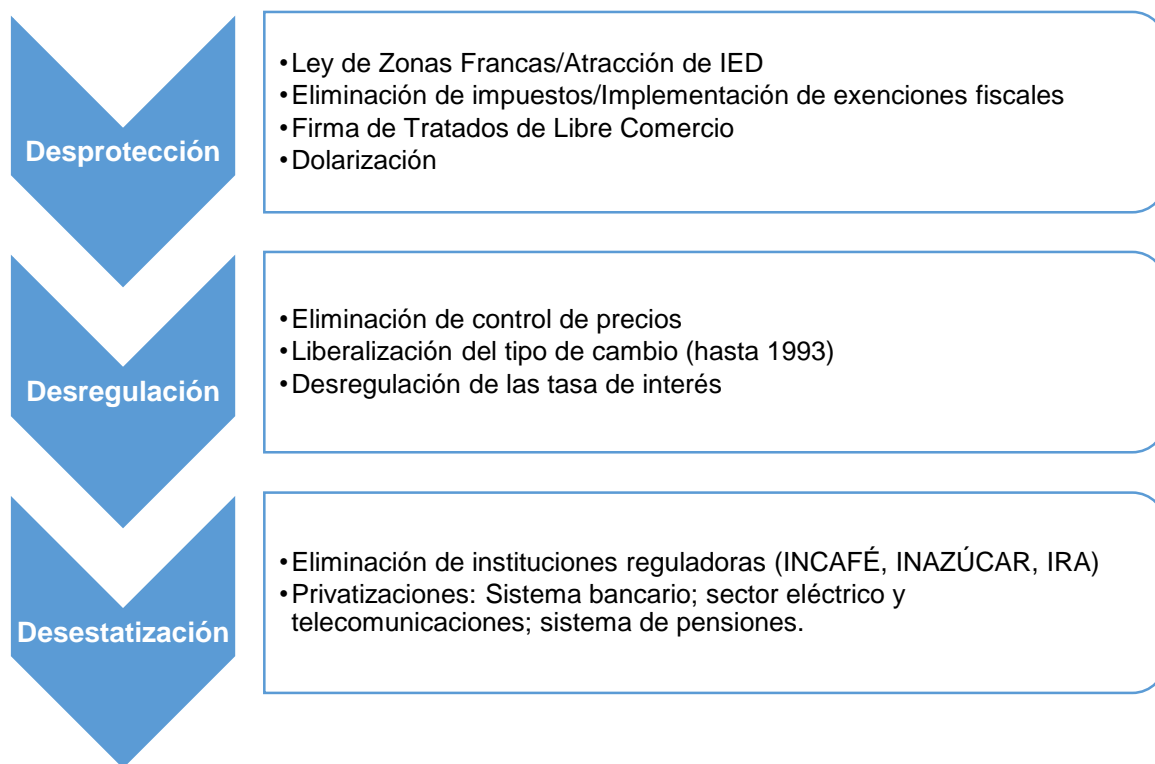 Desprotección
•Ley de Zonas Francas/Atracción de IED
•Eliminación de impuestos/Implementación de exenciones fiscales
•Firma de Tratados de Libre Comercio
•Dolarización
Desregulación
•Eliminación de control de precios
•Liberalización del tipo de cambio (hasta 1993)
•Desregulación de las tasa de interés
Desestatización
•Eliminación de instituciones reguladoras (INCAFÉ, INAZÚCAR, IRA)
•Privatizaciones: Sistema bancario; sector eléctrico y
telecomunicaciones; sistema de pensiones.